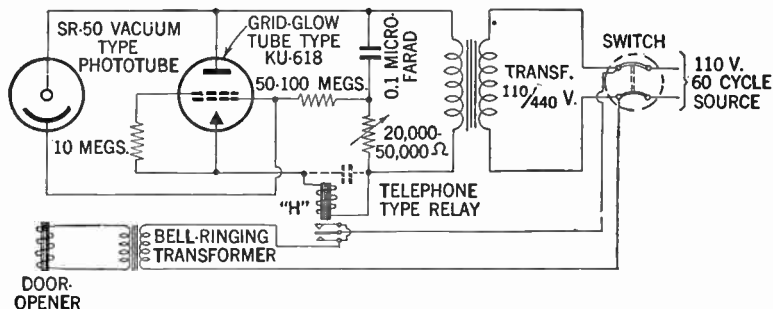 SR-50 VACUUM
TYPE
PHOTOTUBE
GRID-GLOW
TUBE TYPE
KU-618
50-100 MEGS.
0.1 MICRO-
FARAD
10 MEGS.
20,000-
50,000Ω
TRANSF.
110/440 V.
SWITCH
110 V.
60 CYCLE
SOURCE
"H"
TELEPHONE
TYPE RELAY
BELL-RINGING
TRANSFORMER
DOOR-
OPENER